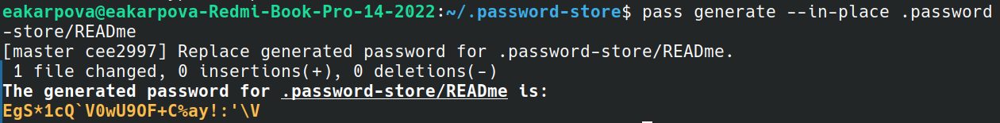 eakarpova@eakarpova-Redmi-Book-Pro-14-2022:~/.password-store$ pass generate --in-place .password
-store/READme
[master cee2997] Replace generated password for .password-store/READme.
 1 file changed, 0 insertions(+), 0 deletions(-)
The generated password for .password-store/READme is:
EgS*1cQ`V0wU9OF+C%ay!:'\V